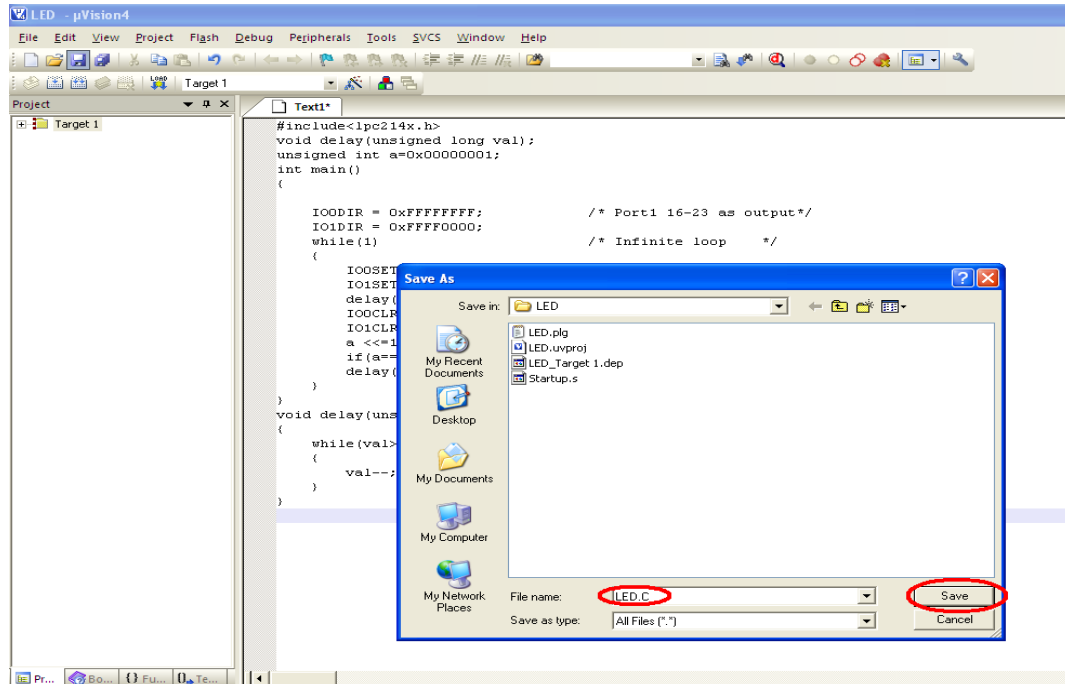 LED - µVision4
File Edit View Project Flash Debug Peripherals Tools SVCS Window Help
LOAD Target 1
Project
Text1*
Target 1
#include<lpc214x.h>
void delay(unsigned long val);
unsigned int a=0x00000001;
int main()
{
IO0DIR = 0xFFFFFFFF; /* Port1 16-23 as output*/
IO1DIR = 0xFFFF0000;
while(1) /* Infinite loop */
{
IO0SET
IO1SET
delay(
IO0CLR
IO1CLR
a <<=1
if(a==
delay(
}
}
void delay(uns
{
while(val>
{
val--;
}
}
Save As
Save in: LED
My Recent Documents
Desktop
My Documents
My Computer
My Network Places
LED.plg
LED.uvproj
LED_Target 1.dep
Startup.s
File name: LED.C Save
Save as type: All Files (*.*) Cancel
Pr... Bo... {} Fu... 0 Te...